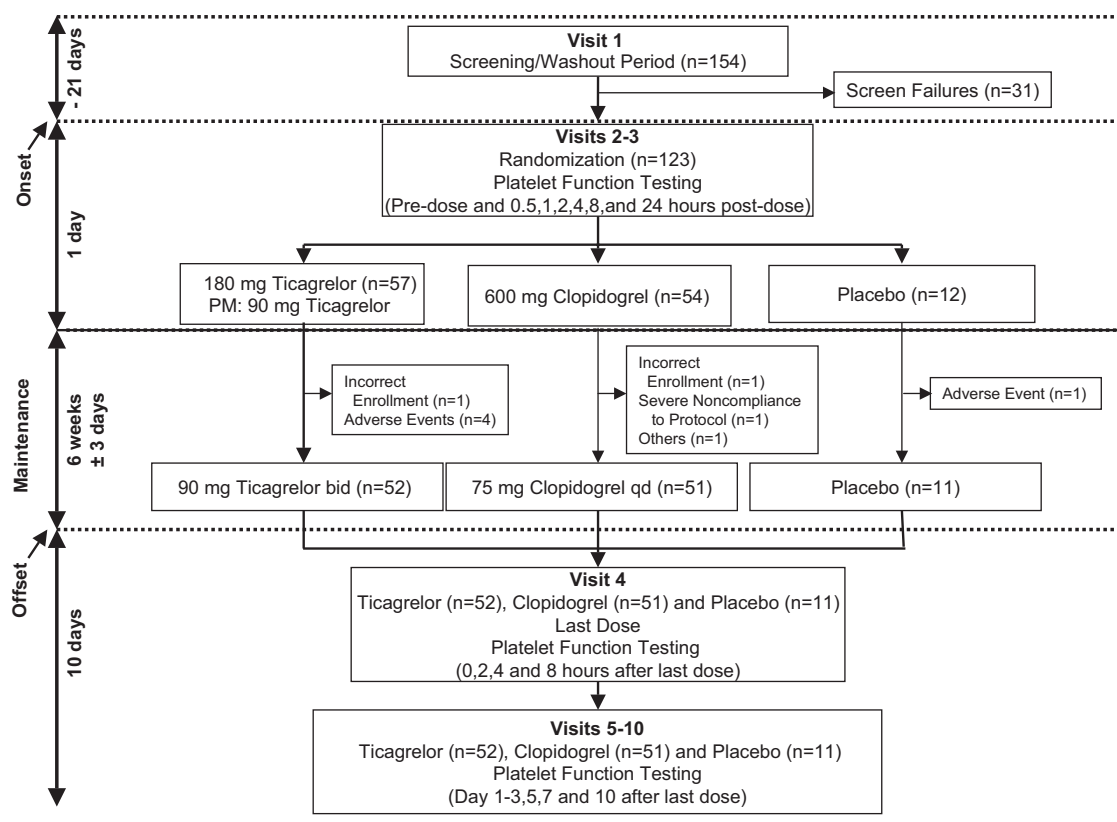 - 21 days
Visit 1
Screening/Washout Period (n=154)
Screen Failures (n=31)
Onset
1 day
Visits 2-3
Randomization (n=123)
Platelet Function Testing
(Pre-dose and 0.5,1,2,4,8,and 24 hours post-dose)
180 mg Ticagrelor (n=57)
PM: 90 mg Ticagrelor
600 mg Clopidogrel (n=54)
Placebo (n=12)
Maintenance
6 weeks
± 3 days
Incorrect
Enrollment (n=1)
Adverse Events (n=4)
Incorrect
Enrollment (n=1)
Severe Noncompliance
to Protocol (n=1)
Others (n=1)
Adverse Event (n=1)
90 mg Ticagrelor bid (n=52)
75 mg Clopidogrel qd (n=51)
Placebo (n=11)
Offset
10 days
Visit 4
Ticagrelor (n=52), Clopidogrel (n=51) and Placebo (n=11)
Last Dose
Platelet Function Testing
(0,2,4 and 8 hours after last dose)
Visits 5-10
Ticagrelor (n=52), Clopidogrel (n=51) and Placebo (n=11)
Platelet Function Testing
(Day 1-3,5,7 and 10 after last dose)